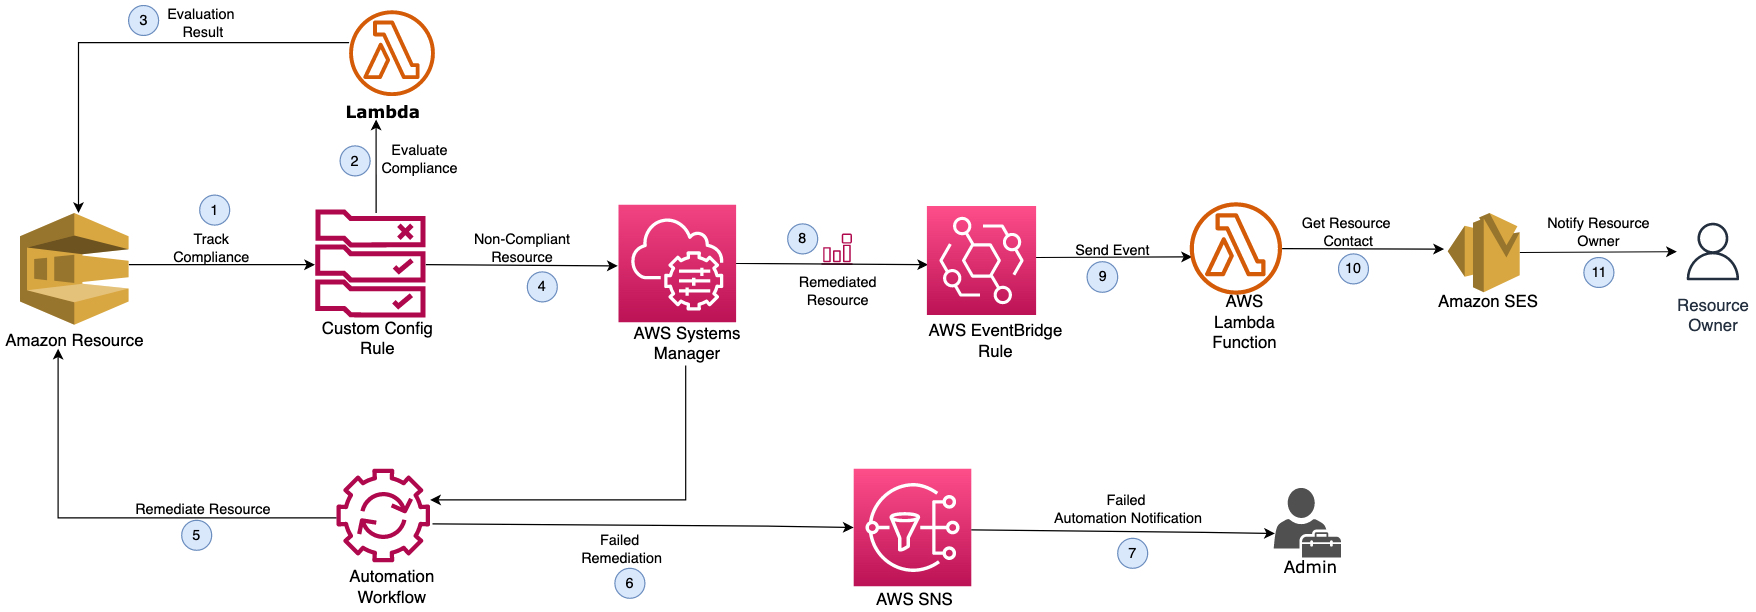 3
Evaluation
Result
Lambda
2
Evaluate
Compliance
1
Track
Compliance
Amazon Resource
Custom Config
Rule
Non-Compliant
Resource
4
AWS Systems
Manager
8
Remediated
Resource
AWS EventBridge
Rule
Send Event
9
AWS
Lambda
Function
Get Resource
Contact
10
Amazon SES
Notify Resource
Owner
11
Resource
Owner
Remediate Resource
5
Automation
Workflow
Failed
Remediation
6
AWS SNS
Failed
Automation Notification
7
Admin